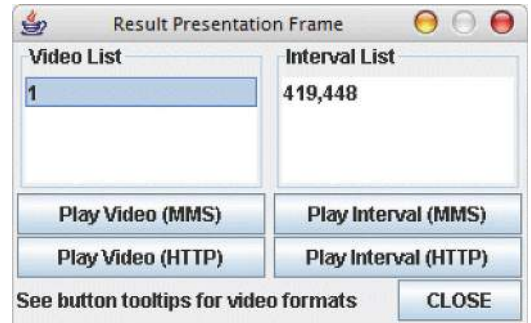 Result Presentation Frame
Video List
Interval List
1
419,448
Play Video (MMS)
Play Interval (MMS)
Play Video (HTTP)
Play Interval (HTTP)
See button tooltips for video formats
CLOSE